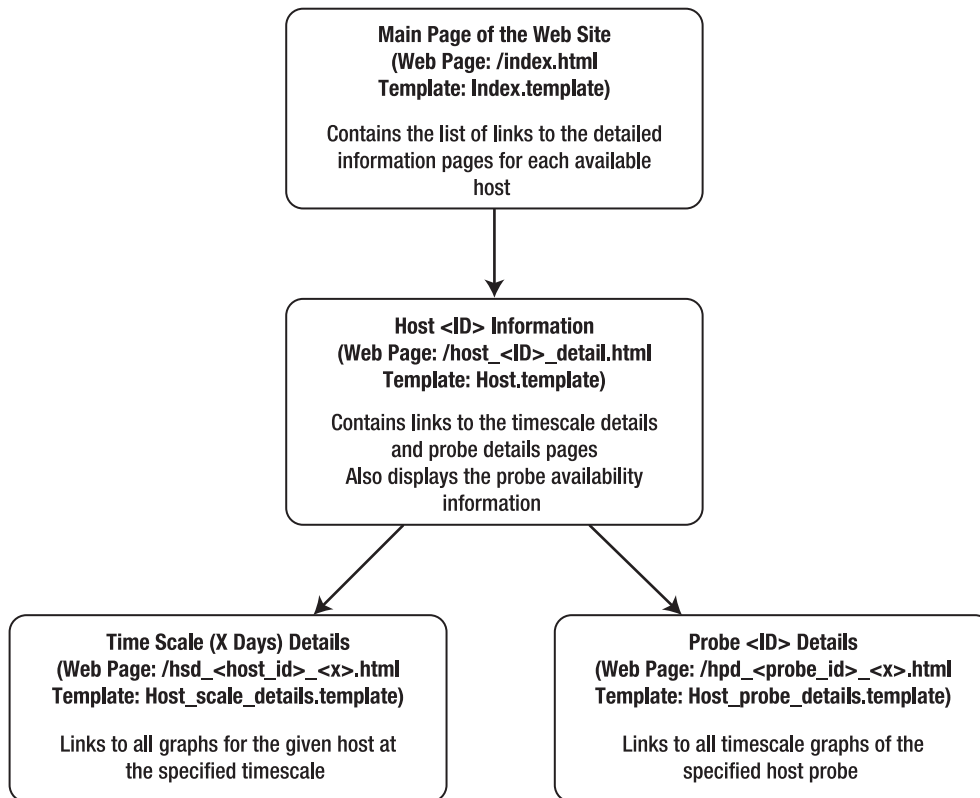 Main Page of the Web Site
(Web Page: /index.html
Template: Index.template)
Contains the list of links to the detailed
information pages for each available
host
Host <ID> Information
(Web Page: /host_<ID>_detail.html
Template: Host.template)
Contains links to the timescale details
and probe details pages
Also displays the probe availability
information
Time Scale (X Days) Details
(Web Page: /hsd_<host_id>_<x>.html
Template: Host_scale_details.template)
Links to all graphs for the given host at
the specified timescale
Probe <ID> Details
(Web Page: /hpd_<probe_id>_<x>.html
Template: Host_probe_details.template)
Links to all timescale graphs of the
specified host probe